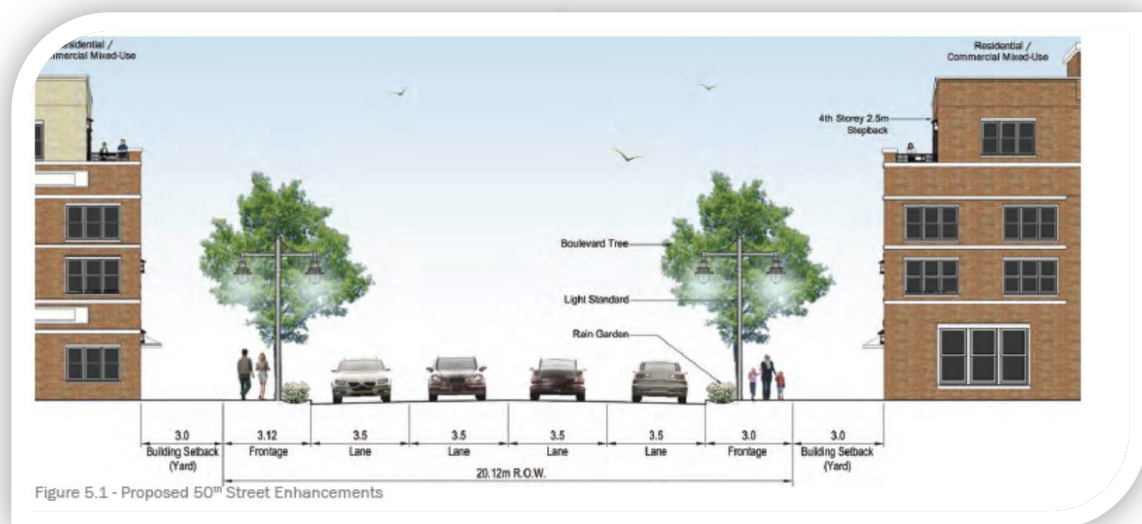 Residential /
Commercial Mixed-Use
Residential /
Commercial Mixed-Use
4th Storey 2.5m
Stepback
Boulevard Tree
Light Standard
Rain Garden
3.0
Building Setback
(Yard)
3.12
Frontage
3.5
Lane
3.5
Lane
3.5
Lane
3.5
Lane
3.0
Frontage
3.0
Building Setback
(Yard)
20.12m R.O.W.
Figure 5.1 - Proposed 50th Street Enhancements